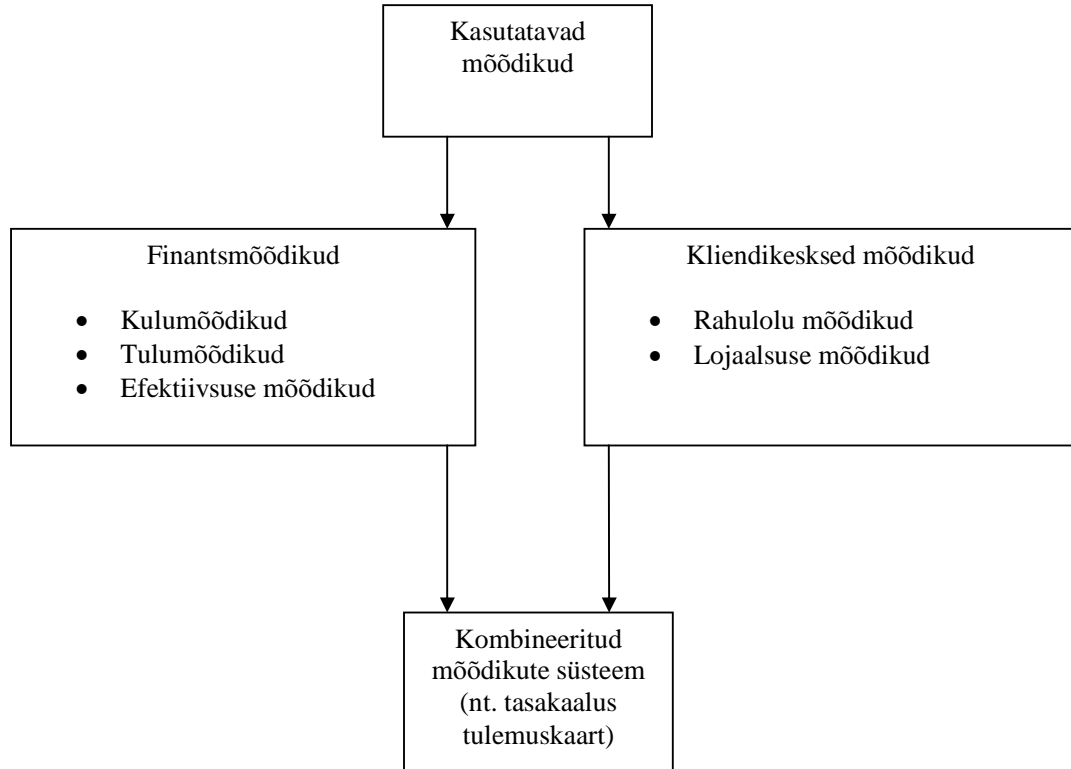 Kasutatavad
mõõdikud
Finantsmõõdikud
• Kulumõõdikud
• Tulumõõdikud
• Efektiivsuse mõõdikud
Kliendikesksed mõõdikud
• Rahulolu mõõdikud
• Lojaalsuse mõõdikud
Kombineeritud
mõõdikute süsteem
(nt. tasakaalus
tulemuskaart)